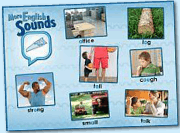 More English
Sounds
office
log
fall
cough
strong
small
talk